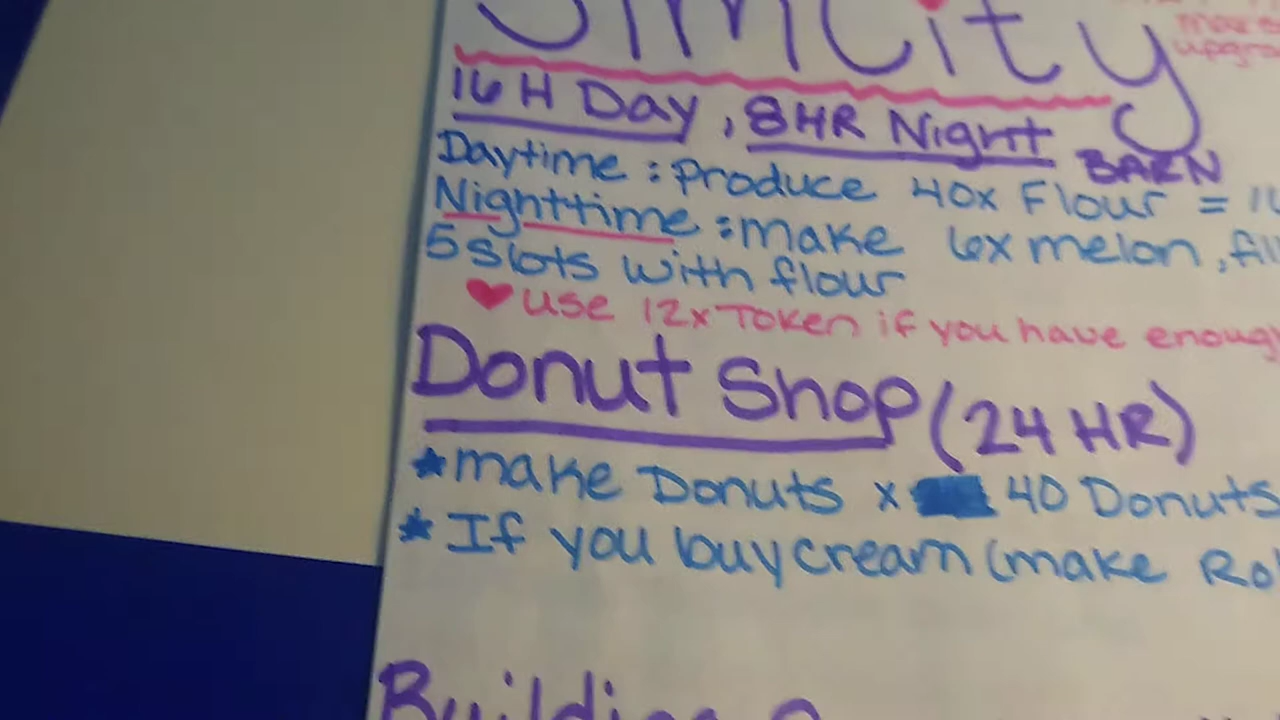 SimCity
16 H Day, 8HR Night
BARN
Daytime: Produce 40x Flour =
Nighttime: make 6x melon,
5 slots with flour
♥ use 12x Token if you have enough
Donut Shop (24 HR)
★ make Donuts x 40 Donuts
★ If you buy cream (make